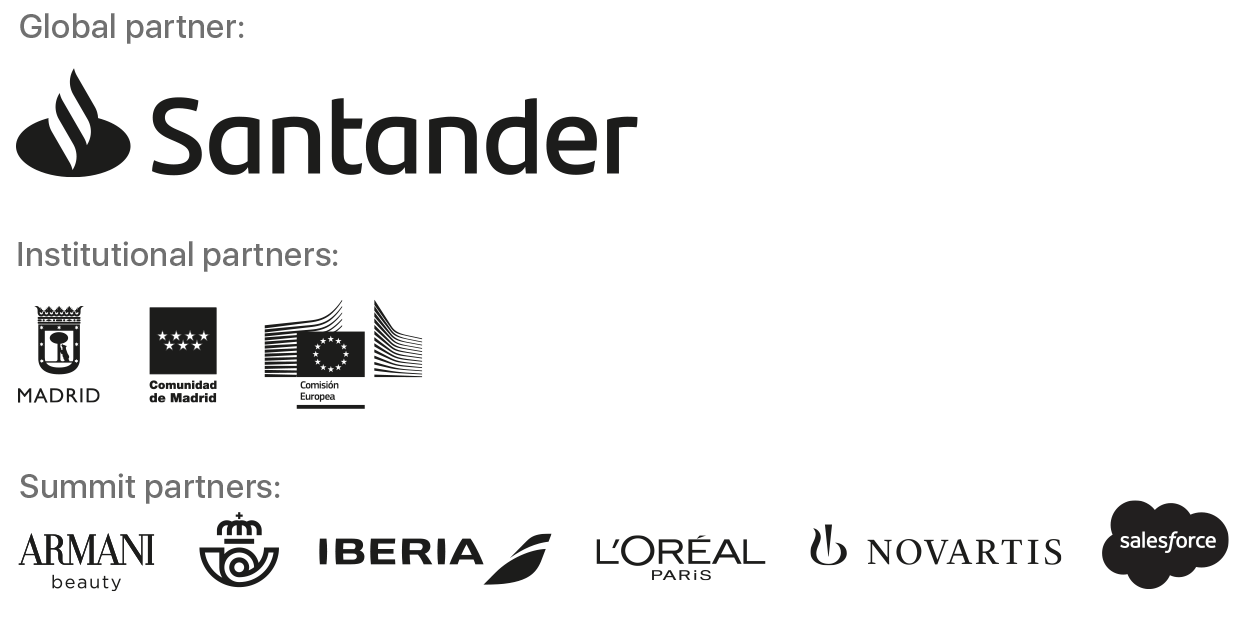 Global partner:
Santander
Institutional partners:
MADRID
Comunidad
de Madrid
Comisión
Europea
Summit partners:
ARMANI
beauty
IBERIA
L'ORÉAL
PARiS
NOVARTIS
salesforce